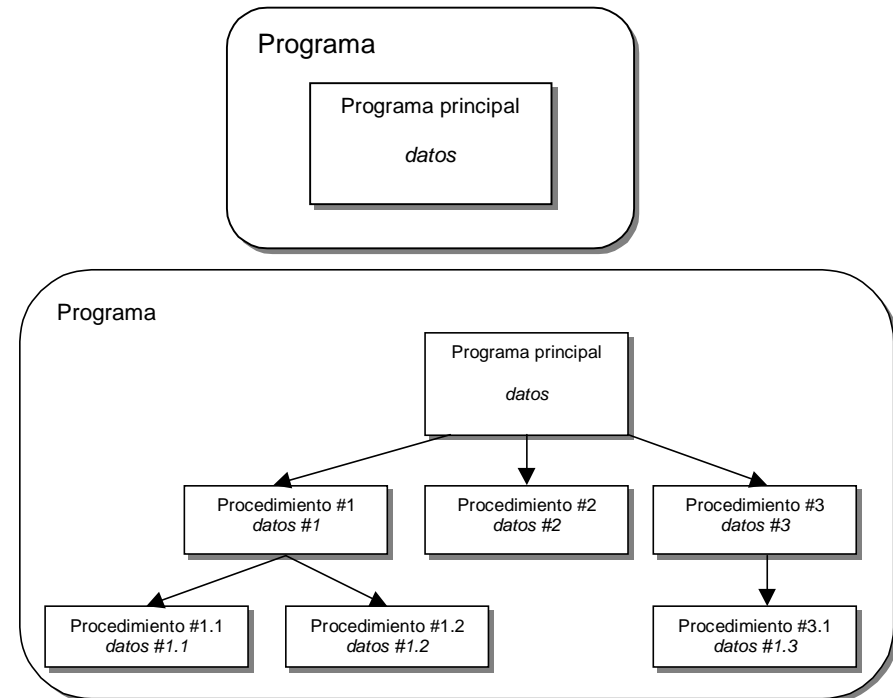 Programa
Programa principal
datos
Programa
Programa principal
datos
Procedimiento #1
datos #1
Procedimiento #2
datos #2
Procedimiento #3
datos #3
Procedimiento #1.1
datos #1.1
Procedimiento #1.2
datos #1.2
Procedimiento #3.1
datos #1.3